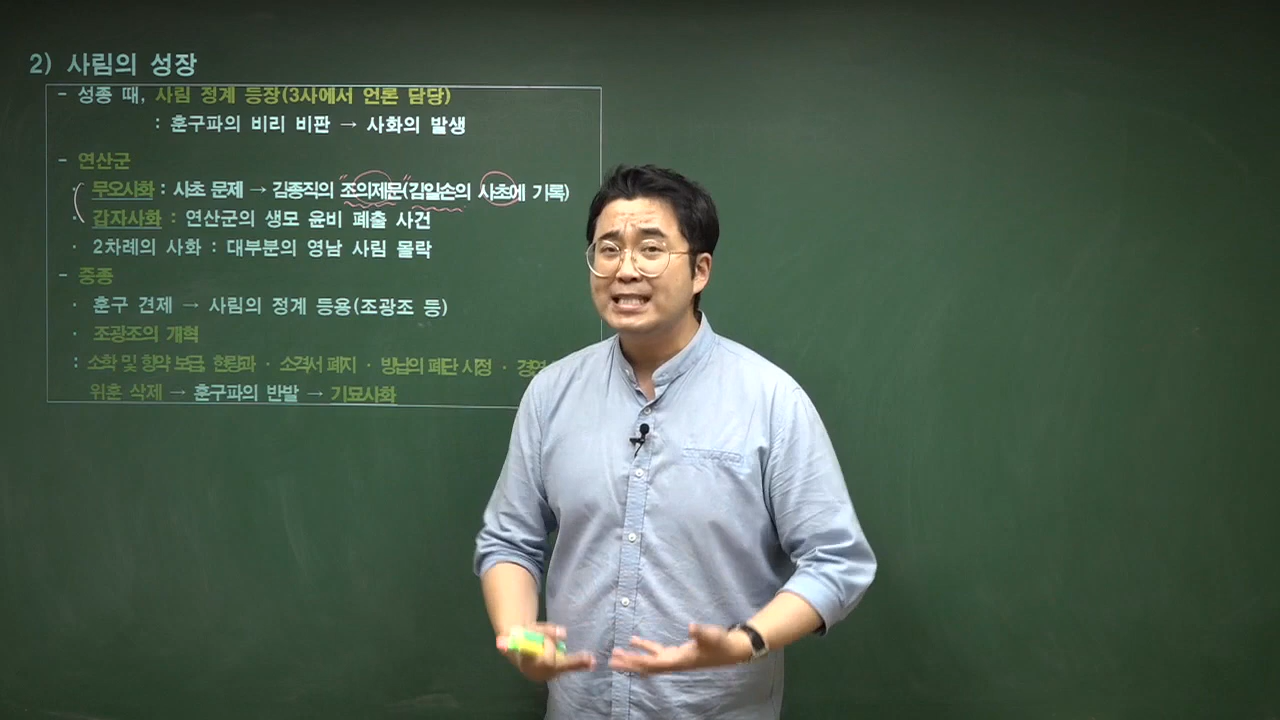 2) 사림의 성장
- 성종 때, 사림 정계 등장(3사에서 언론 담당)
: 훈구파의 비리 비판 → 사화의 발생
- 연산군
· 무오사화 : 사초 문제 → 김종직의 "조의제문"(김일손의 사초에 기록)
· 갑자사화 : 연산군의 생모 윤비 폐출 사건
· 2차례의 사화 : 대부분의 영남 사림 몰락
- 중종
· 훈구 견제 → 사림의 정계 등용(조광조 등)
· 조광조의 개혁
: 소학 및 향약 보급, 현량과 · 소격서 폐지 · 방납의 폐단 시정 ·
위훈 삭제 → 훈구파의 반발 → 기묘사화